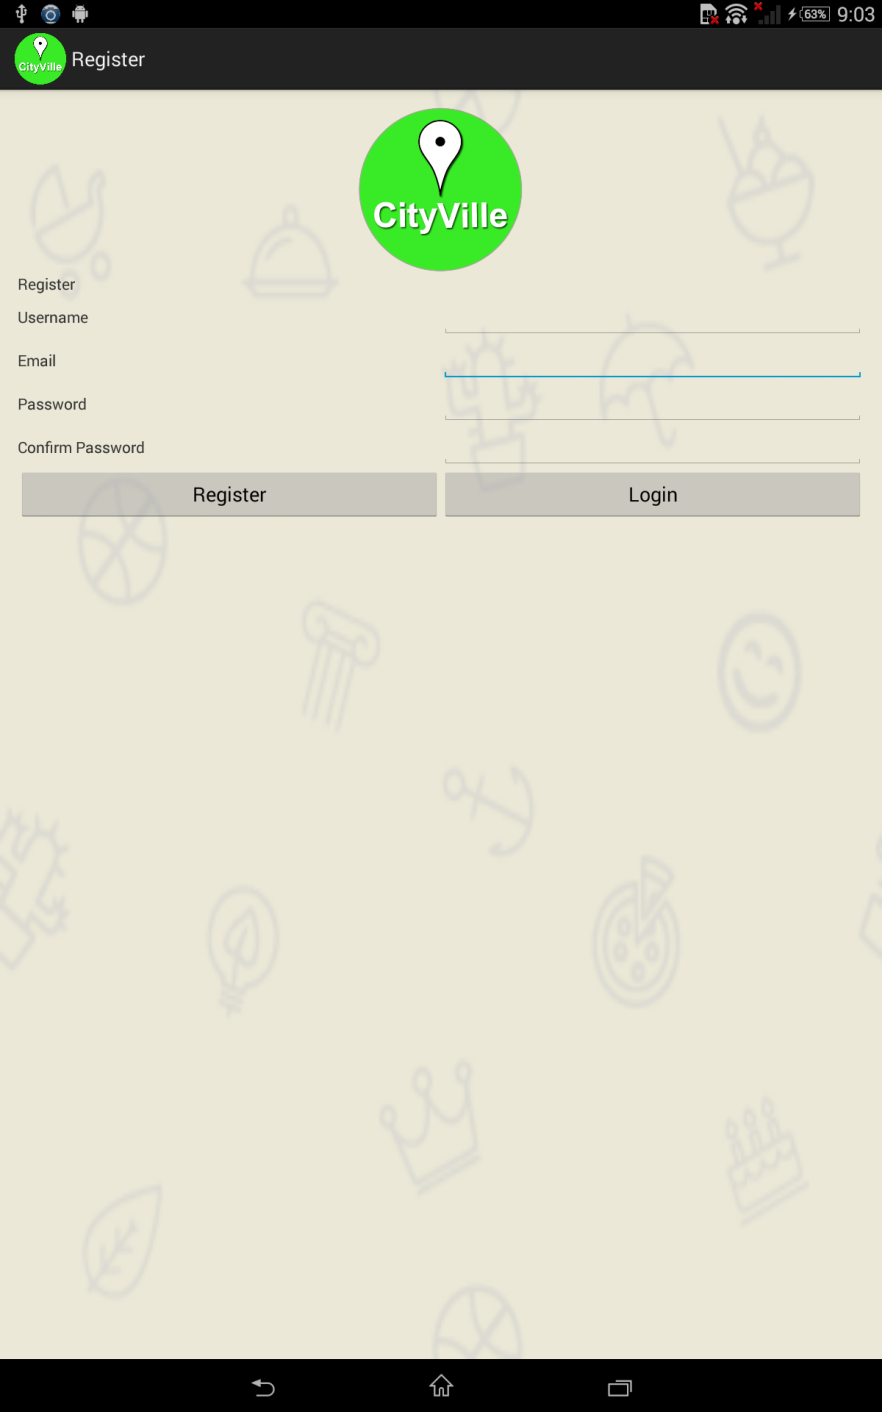 63% 9:03
CityVille Register
CityVille
Register
Username
Email
Password
Confirm Password
Register Login